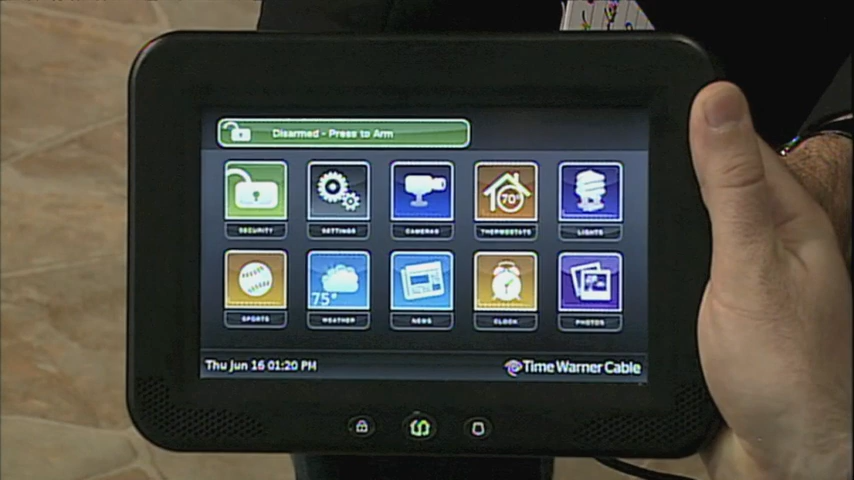 Disarmed - Press to Arm
70°
SECURITY
SETTINGS
CAMERAS
THERMOSTATS
LIGHTS
75°
SPORTS
WEATHER
NEWS
CLOCK
PHOTOS
Thu Jun 16 01:20 PM
Time Warner Cable